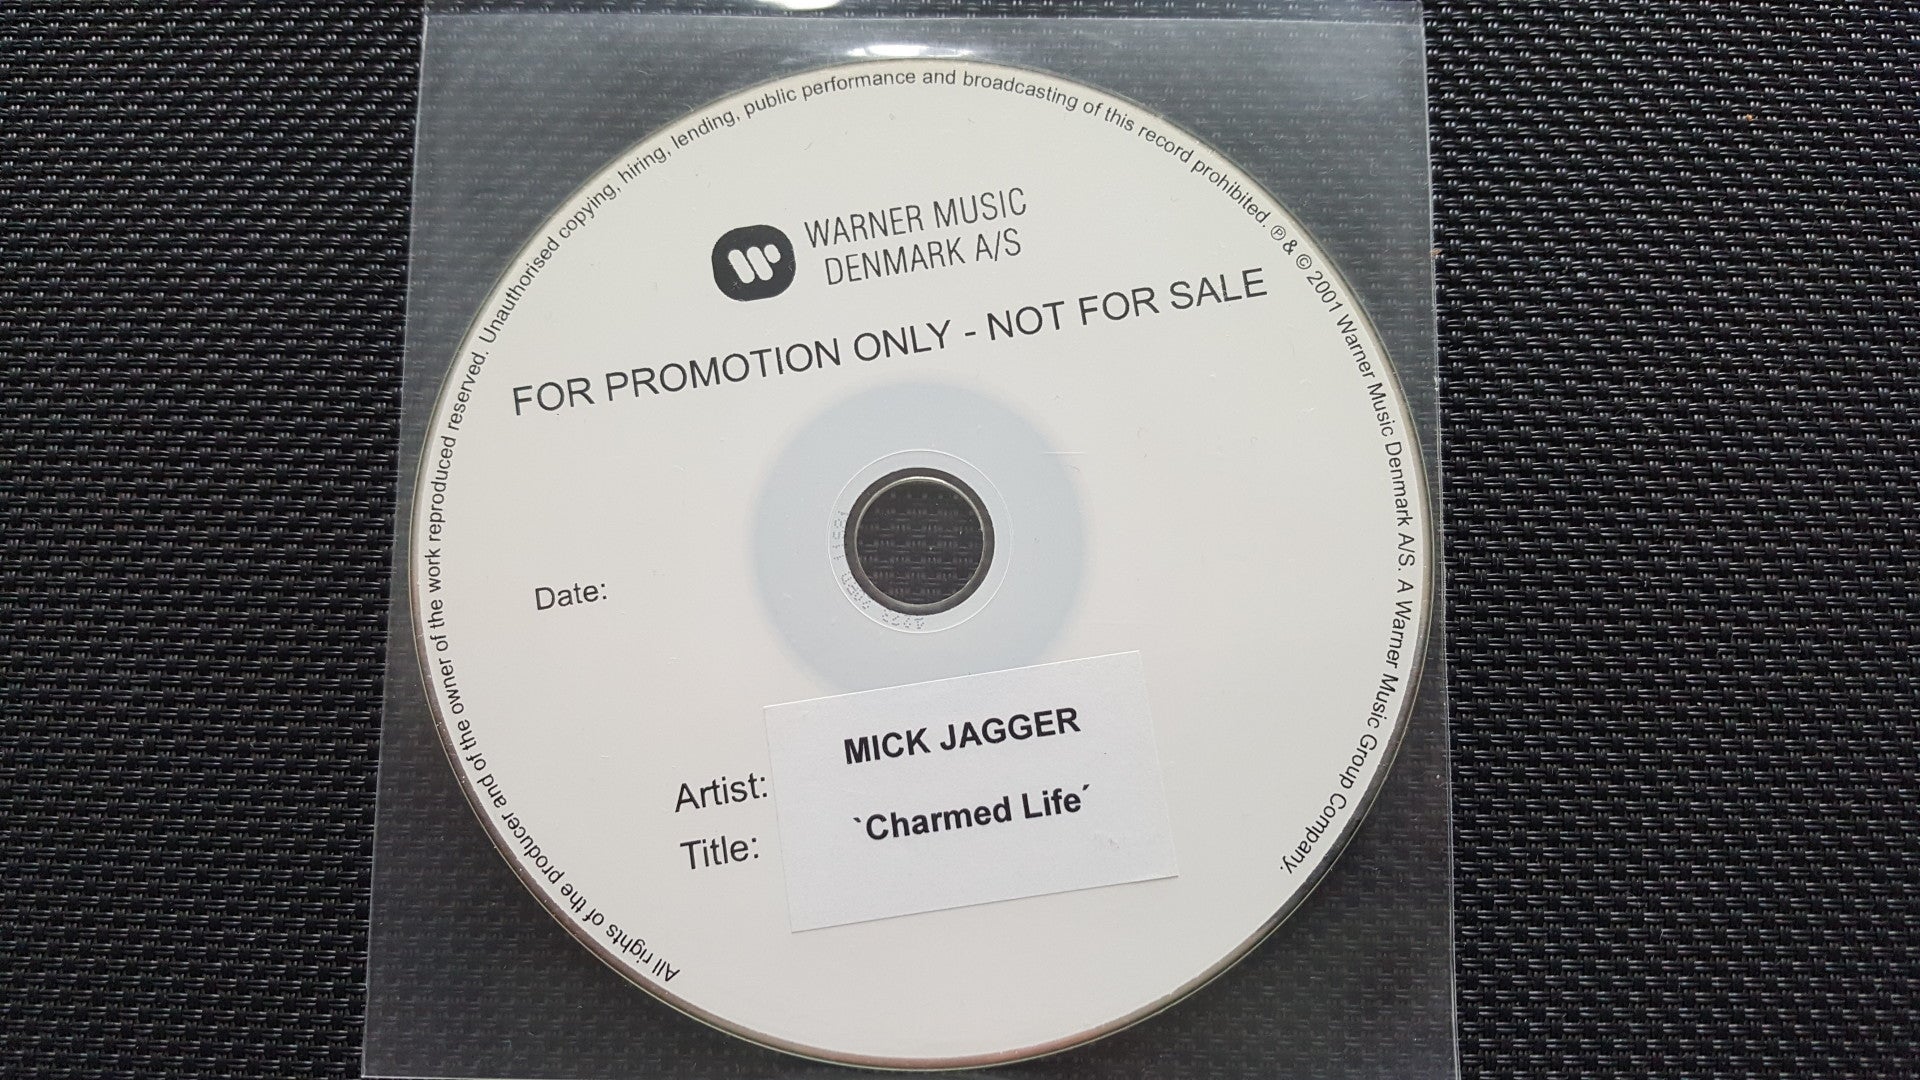 All rights of the producer and of the owner of the work reproduced reserved. Unauthorised copying, hiring, lending, public performance and broadcasting of this record prohibited. ℗ & © 2001 Warner Music Denmark A/S. A Warner Music Group Company.
WARNER MUSIC
DENMARK A/S
FOR PROMOTION ONLY - NOT FOR SALE
Date:
Artist: MICK JAGGER
Title: `Charmed Life´